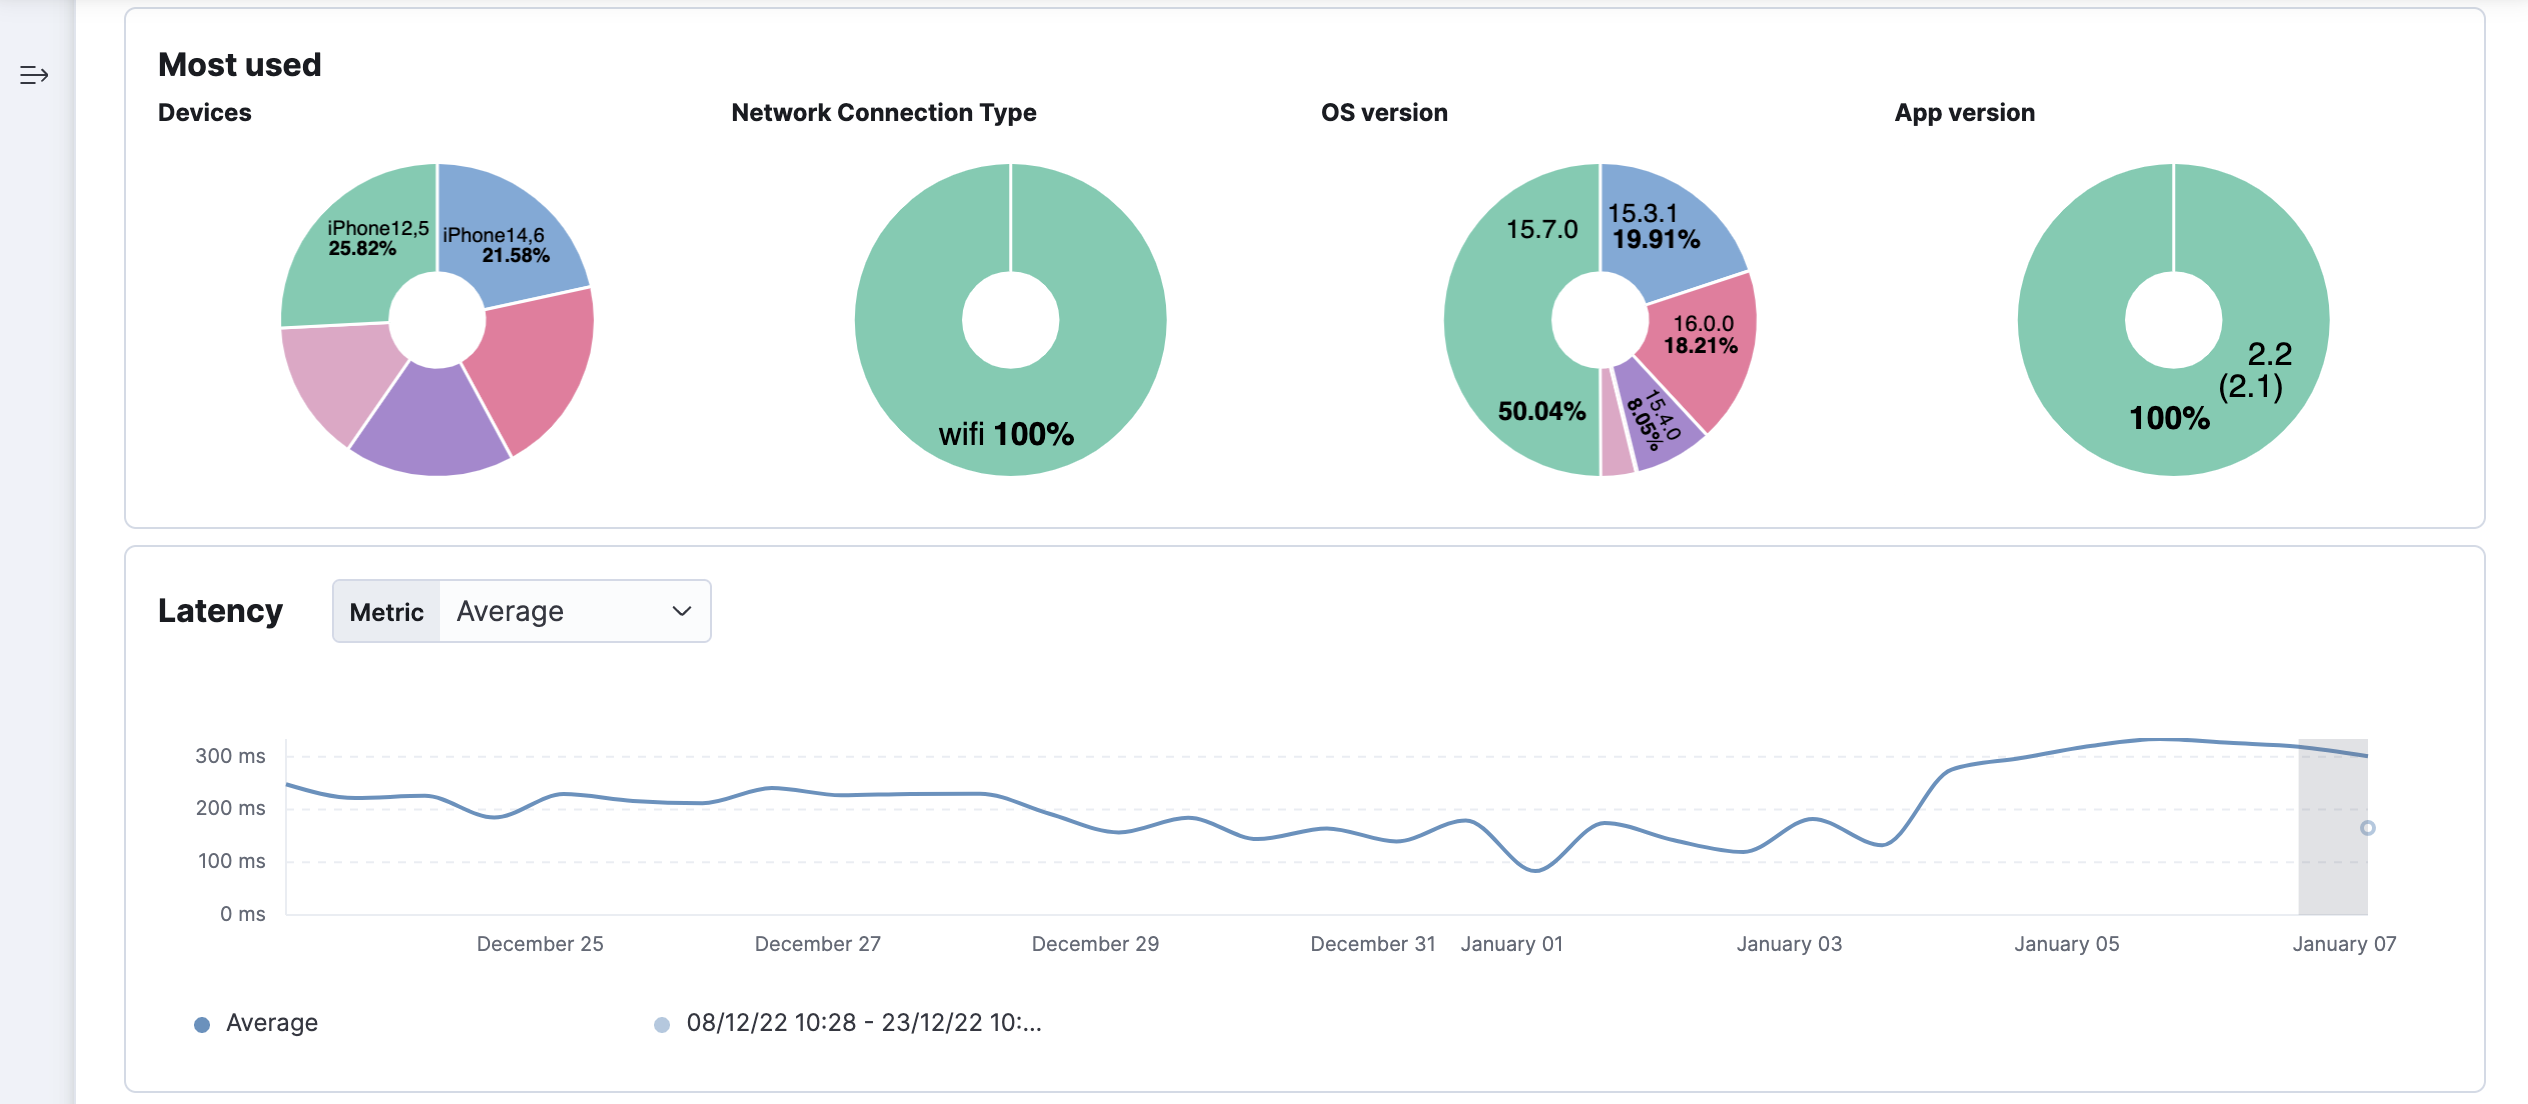 Most used
Devices
Network Connection Type
OS version
App version
iPhone12,5
25.82%
iPhone14,6
21.58%
wifi 100%
15.7.0
50.04%
15.3.1
19.91%
16.0.0
18.21%
15.4.0
8.05%
2.2
(2.1)
100%
Latency
Metric
Average
300 ms
200 ms
100 ms
0 ms
December 25
December 27
December 29
December 31
January 01
January 03
January 05
January 07
Average
08/12/22 10:28 - 23/12/22 10:...